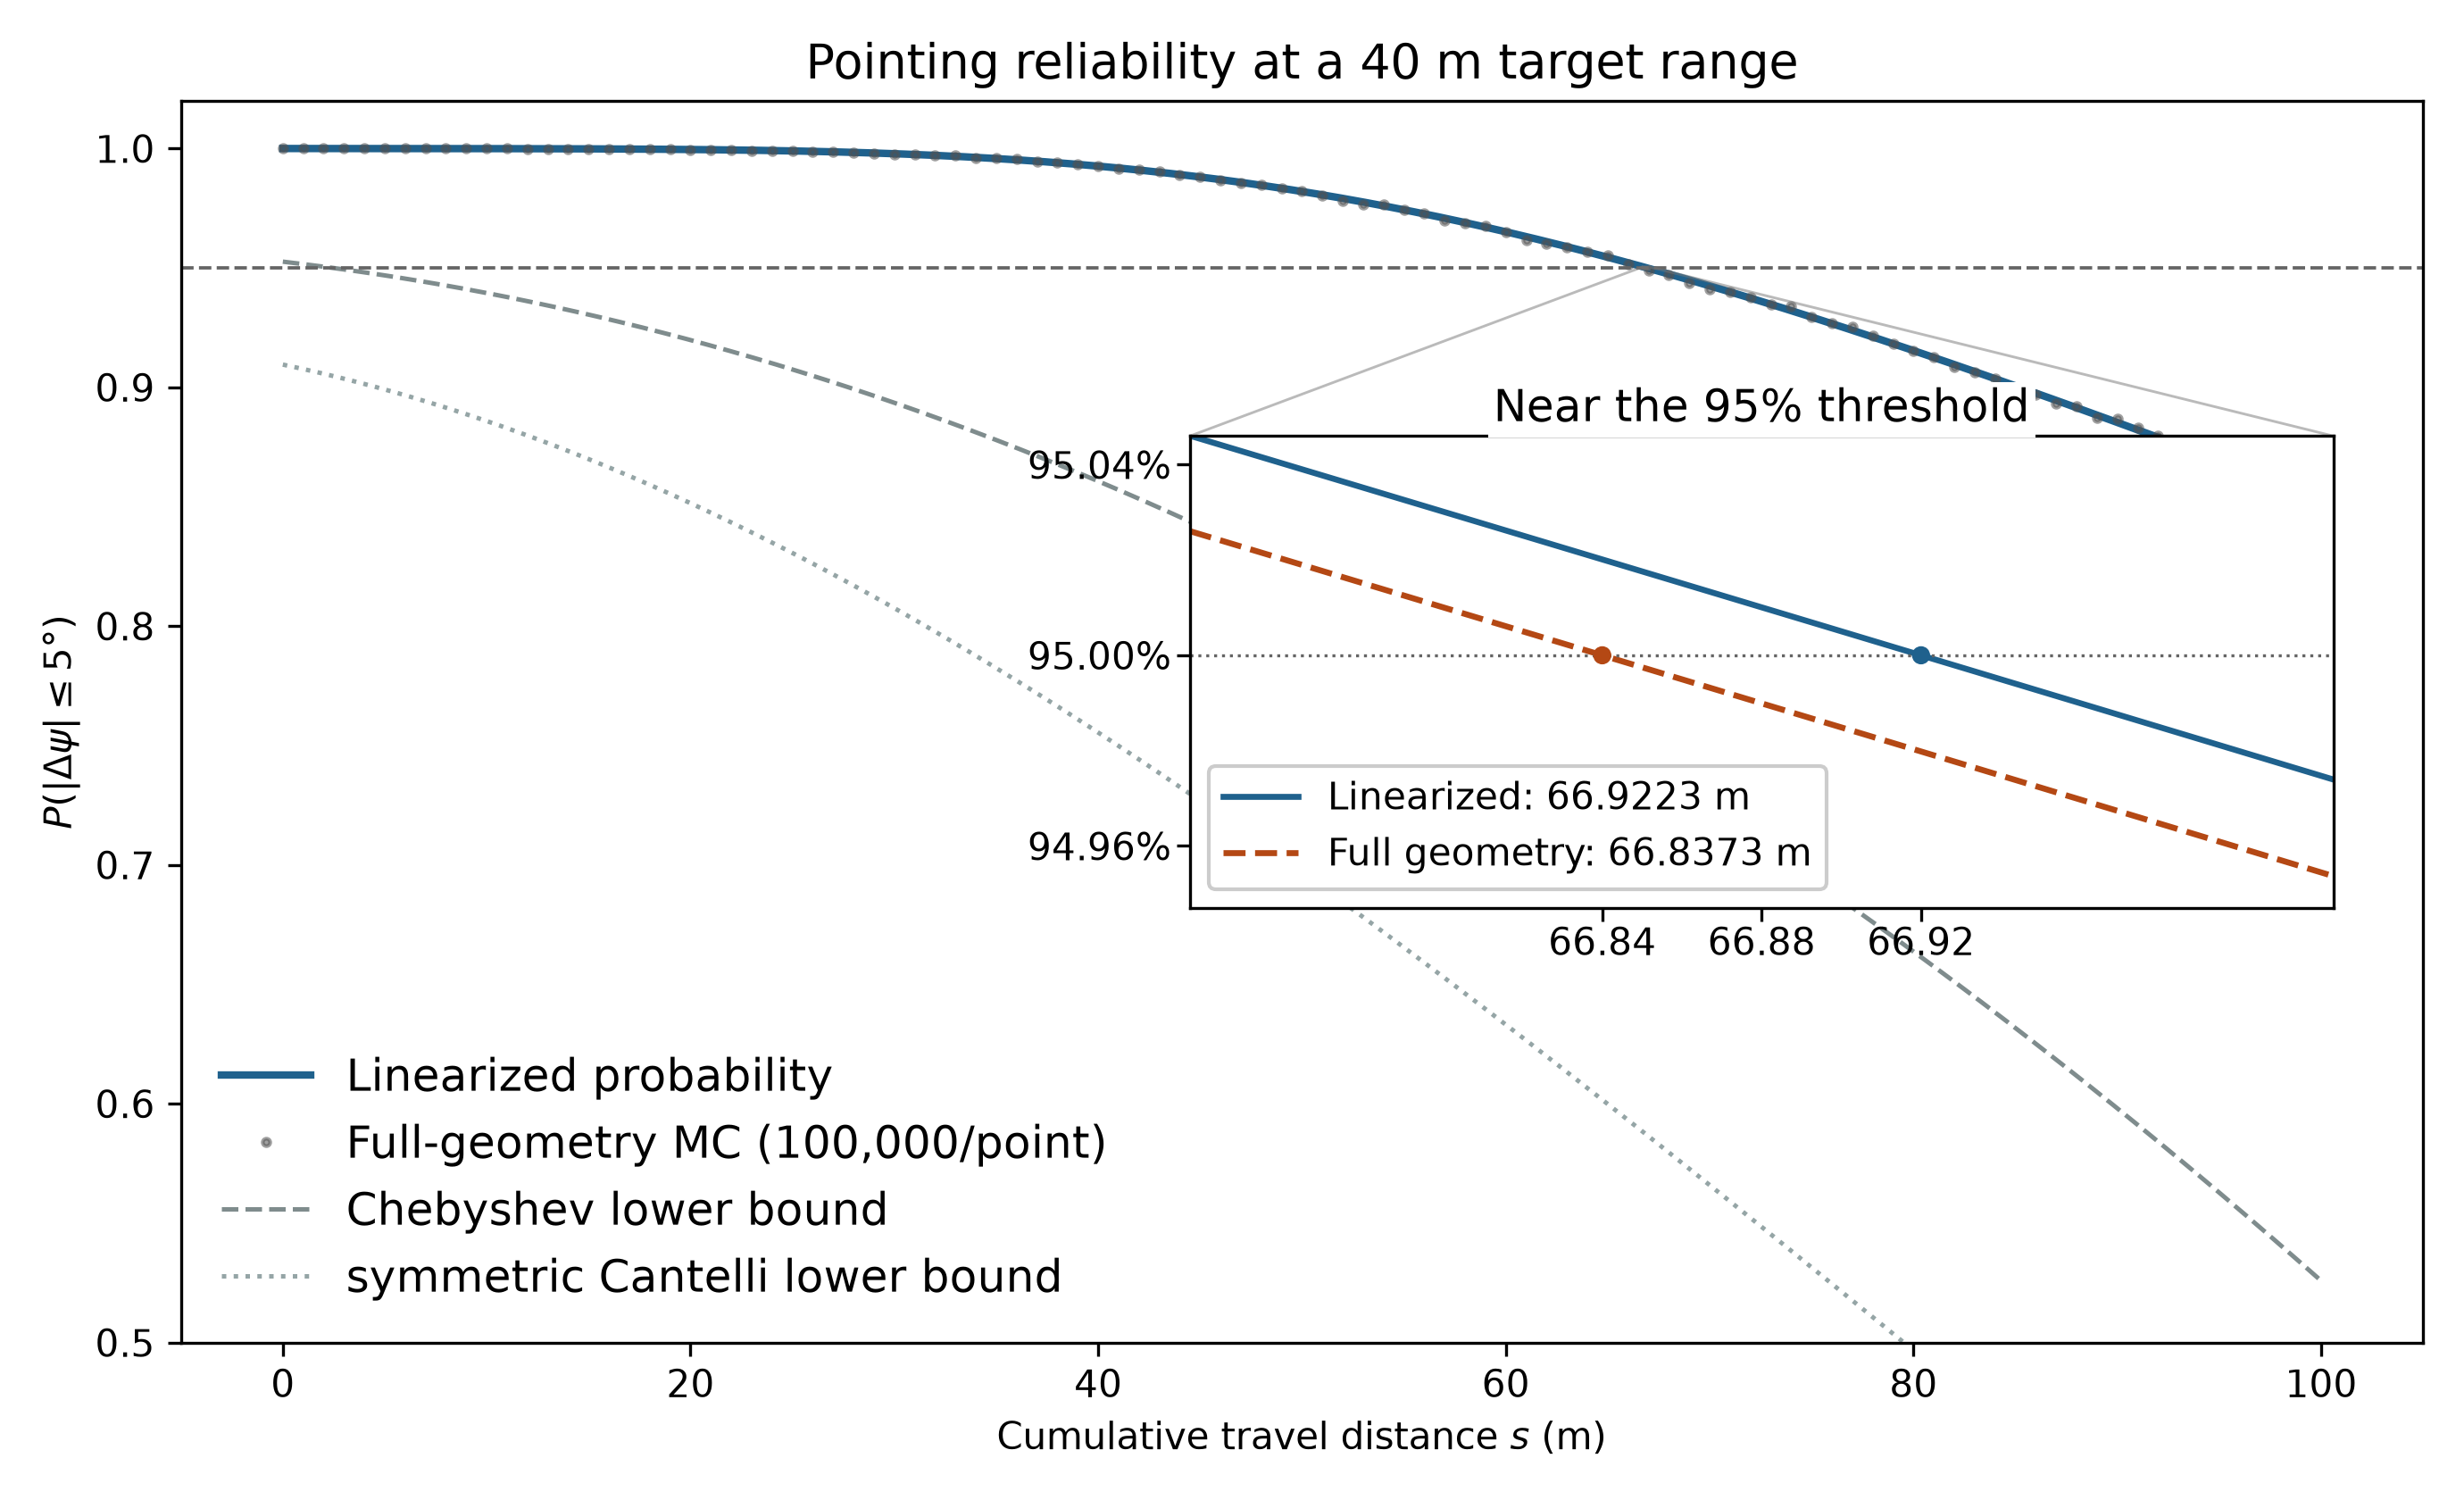 Pointing reliability at a 40 m target range
1.0
0.9
0.8
0.7
0.6
0.5
P(|Δψ| ≤ 5°)
Near the 95% threshold
95.04%
95.00%
94.96%
Linearized: 66.9223 m
Full geometry: 66.8373 m
66.84 66.88 66.92
Linearized probability
Full-geometry MC (100,000/point)
Chebyshev lower bound
symmetric Cantelli lower bound
0 20 40 60 80 100
Cumulative travel distance s (m)